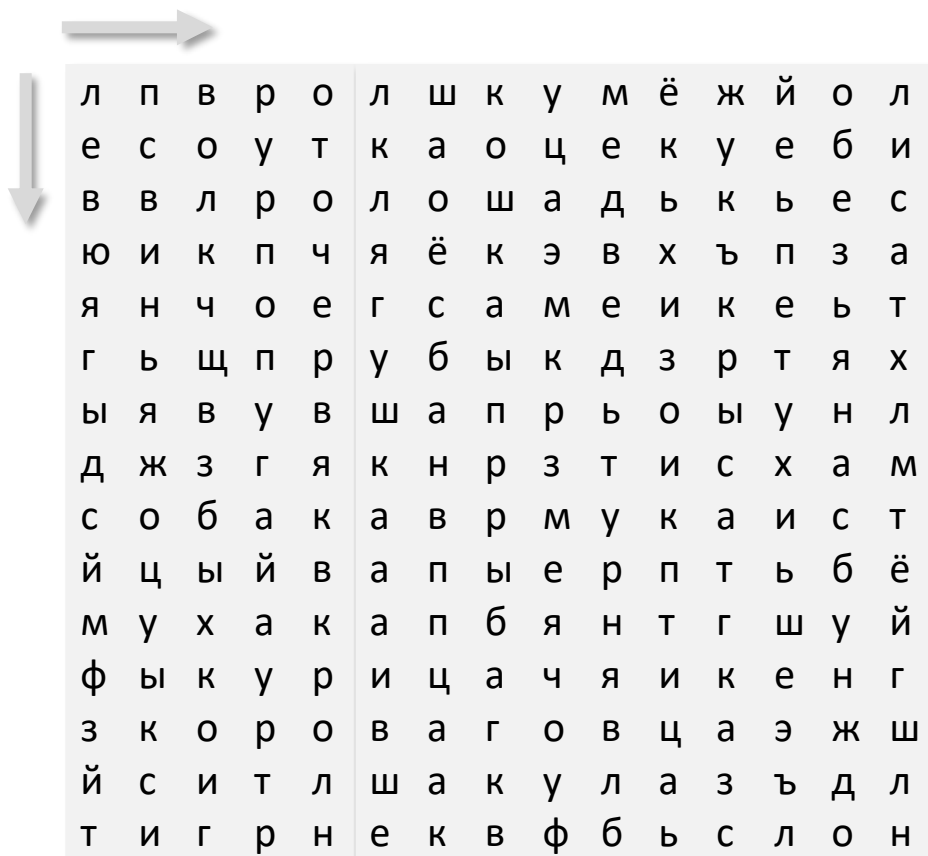 л п в р о л ш к у м ё ж й о л
е с о у т к а о ц е к у е б и
в в л р о л о ш а д ь к ь е с
ю и к п ч я ё к э в х ъ п з а
я н ч о е г с а м е и к е ь т
г ь щ п р у б ы к д з р т я х
ы я в у в ш а п р ь о ы у н л
д ж з г я к н р з т и с х а м
с о б а к а в р м у к а и с т
й ц ы й в а п ы е р п т ь б ё
м у х а к а п б я н т г ш у й
ф ы к у р и ц а ч я и к е н г
з к о р о в а г о в ц а э ж ш
й с и т л ш а к у л а з ъ д л
т и г р н е к в ф б ь с л о н